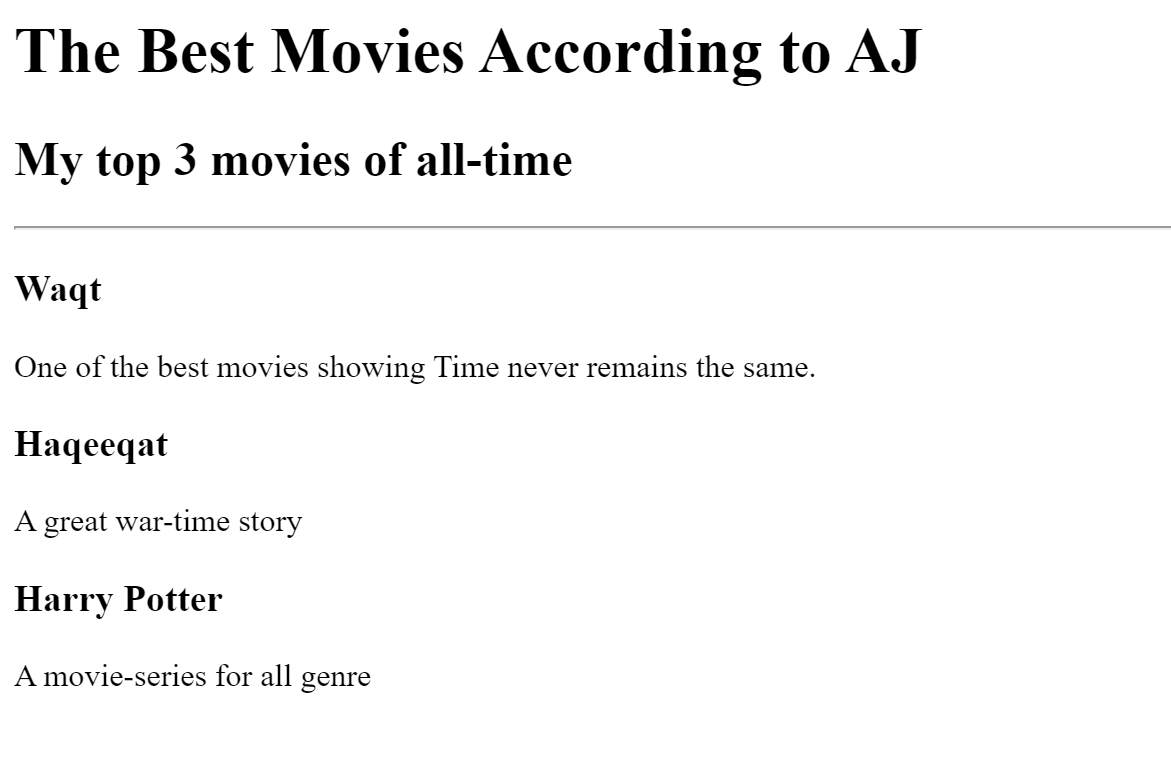 The Best Movies According to AJ
My top 3 movies of all-time
Waqt
One of the best movies showing Time never remains the same.
Haqeeqat
A great war-time story
Harry Potter
A movie-series for all genre